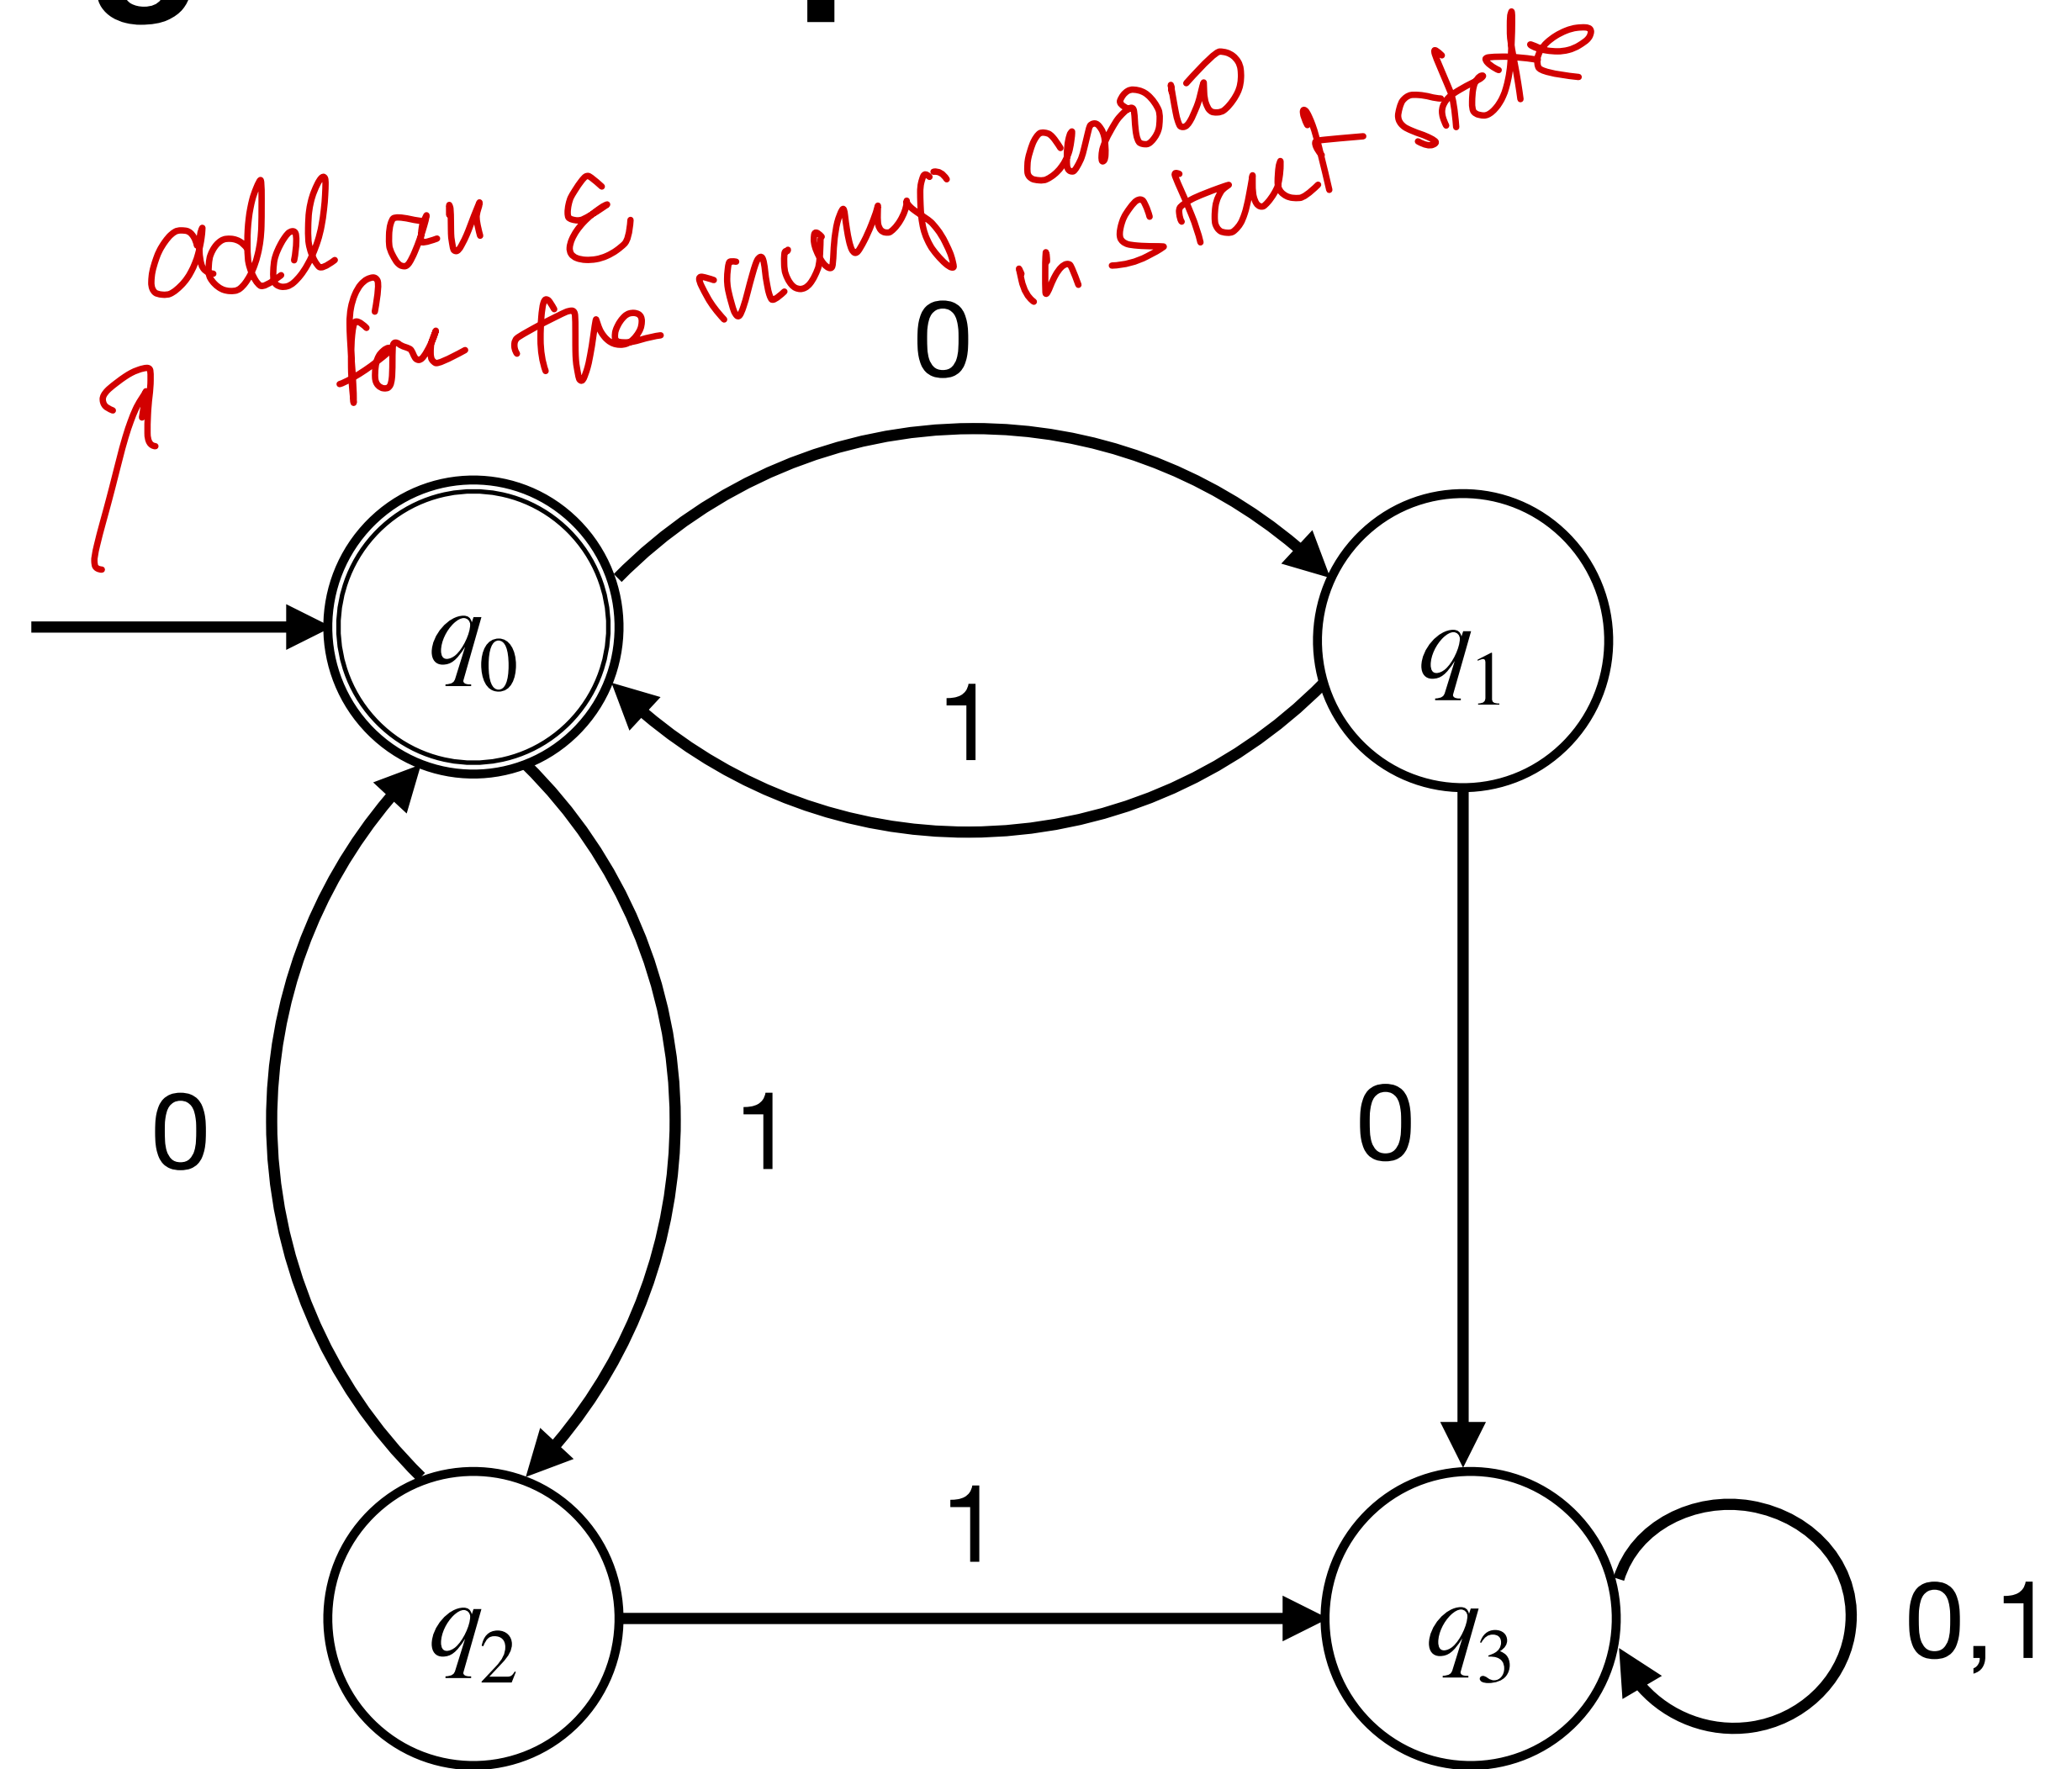 add an ε arrow
for the new in start state
0
q0
q1
1
0
1
0
1
q2
q3
0,1